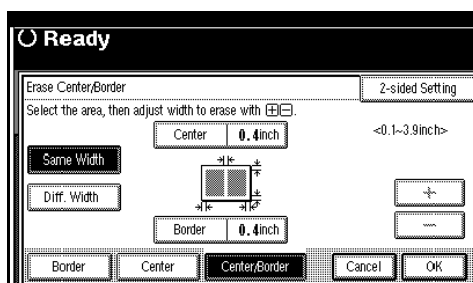 Ready
Erase Center/Border
2-sided Setting
Select the area, then adjust width to erase with ⊞⊟.
Center 0.4inch
<0.1~3.9inch>
Same Width
Diff. Width
Border 0.4inch
Border Center Center/Border Cancel OK